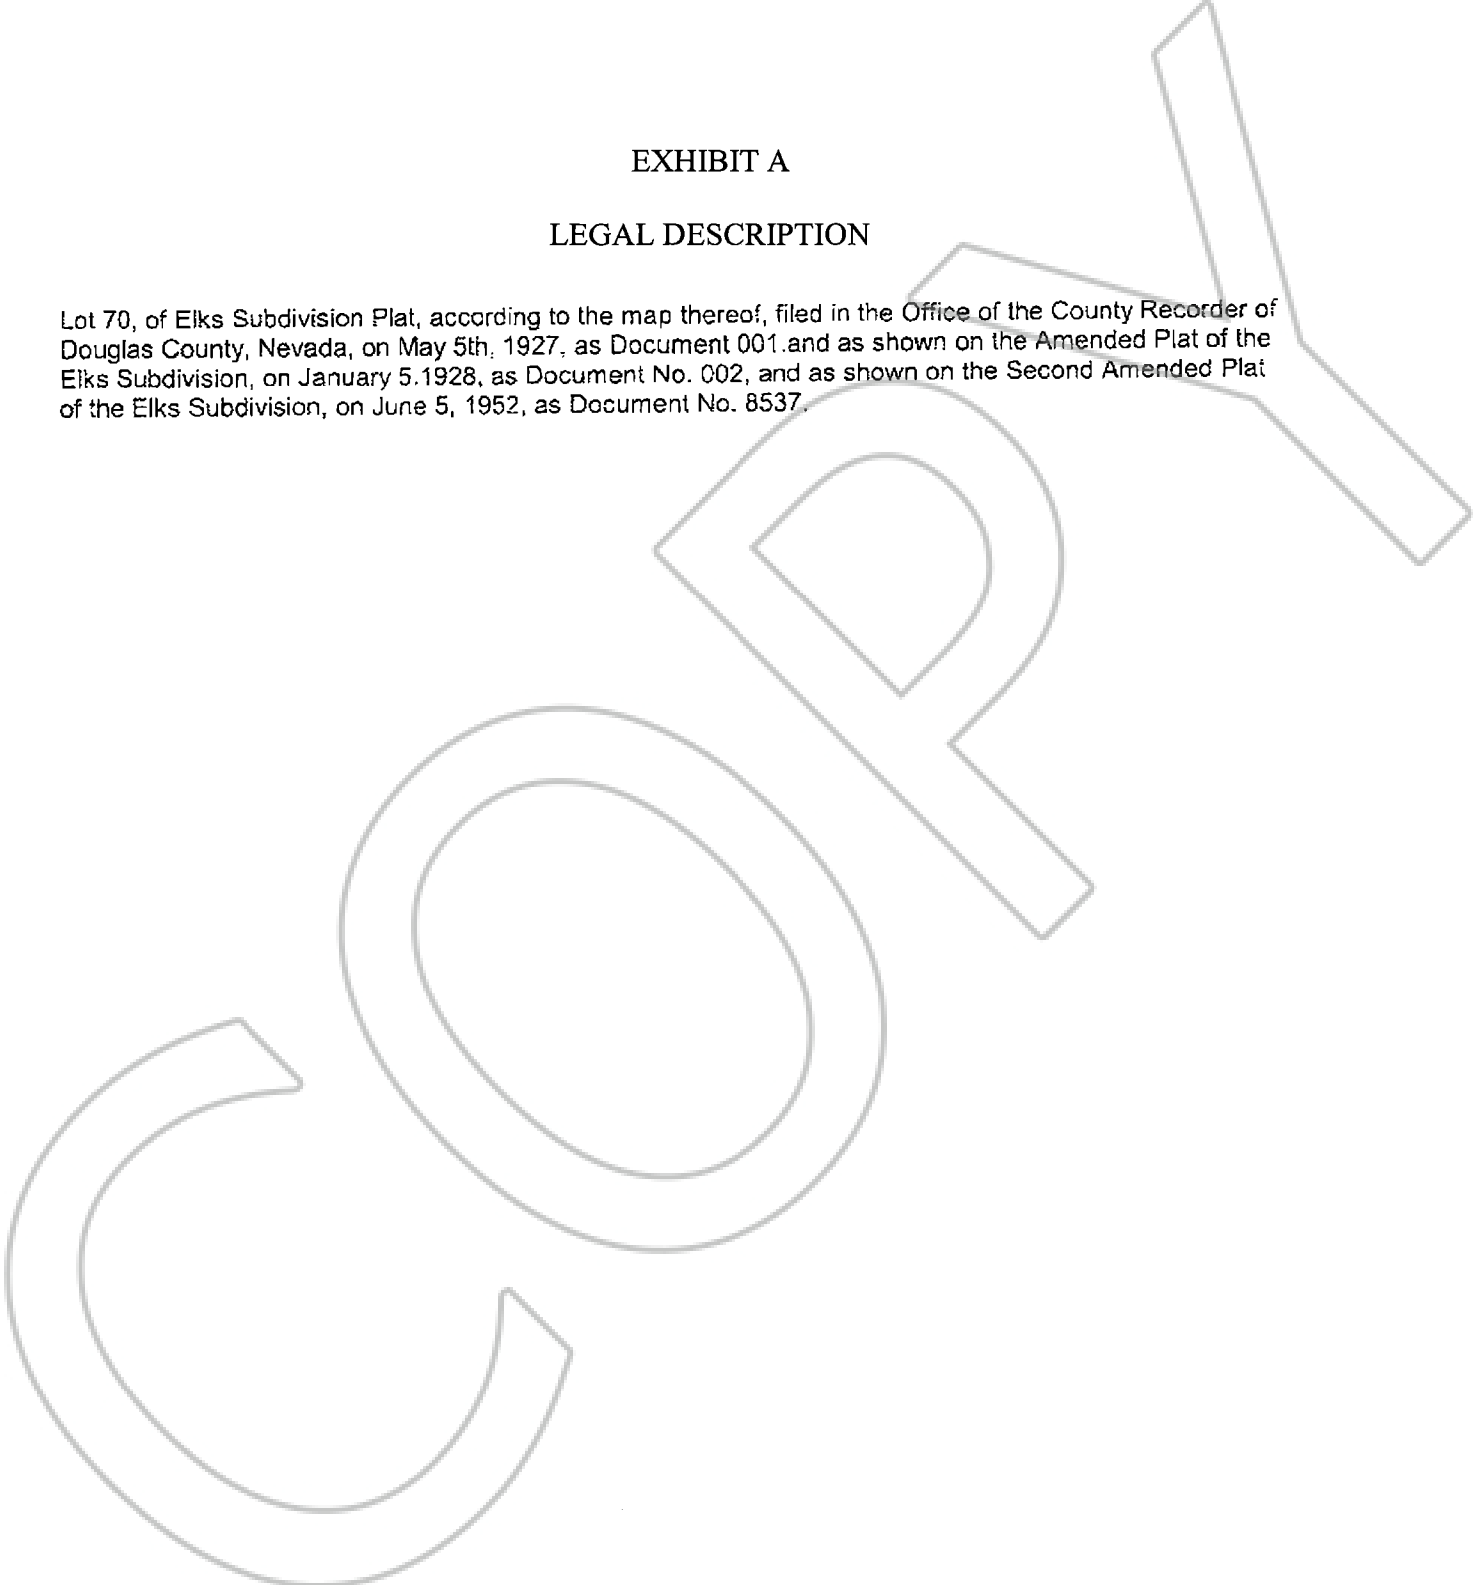 EXHIBIT A
LEGAL DESCRIPTION
Lot 70, of Elks Subdivision Plat, according to the map thereof, filed in the Office of the County Recorder of
Douglas County, Nevada, on May 5th, 1927, as Document 001.and as shown on the Amended Plat of the
Elks Subdivision, on January 5.1928, as Document No. 002, and as shown on the Second Amended Plat
of the Elks Subdivision, on June 5, 1952, as Document No. 8537.
COPY